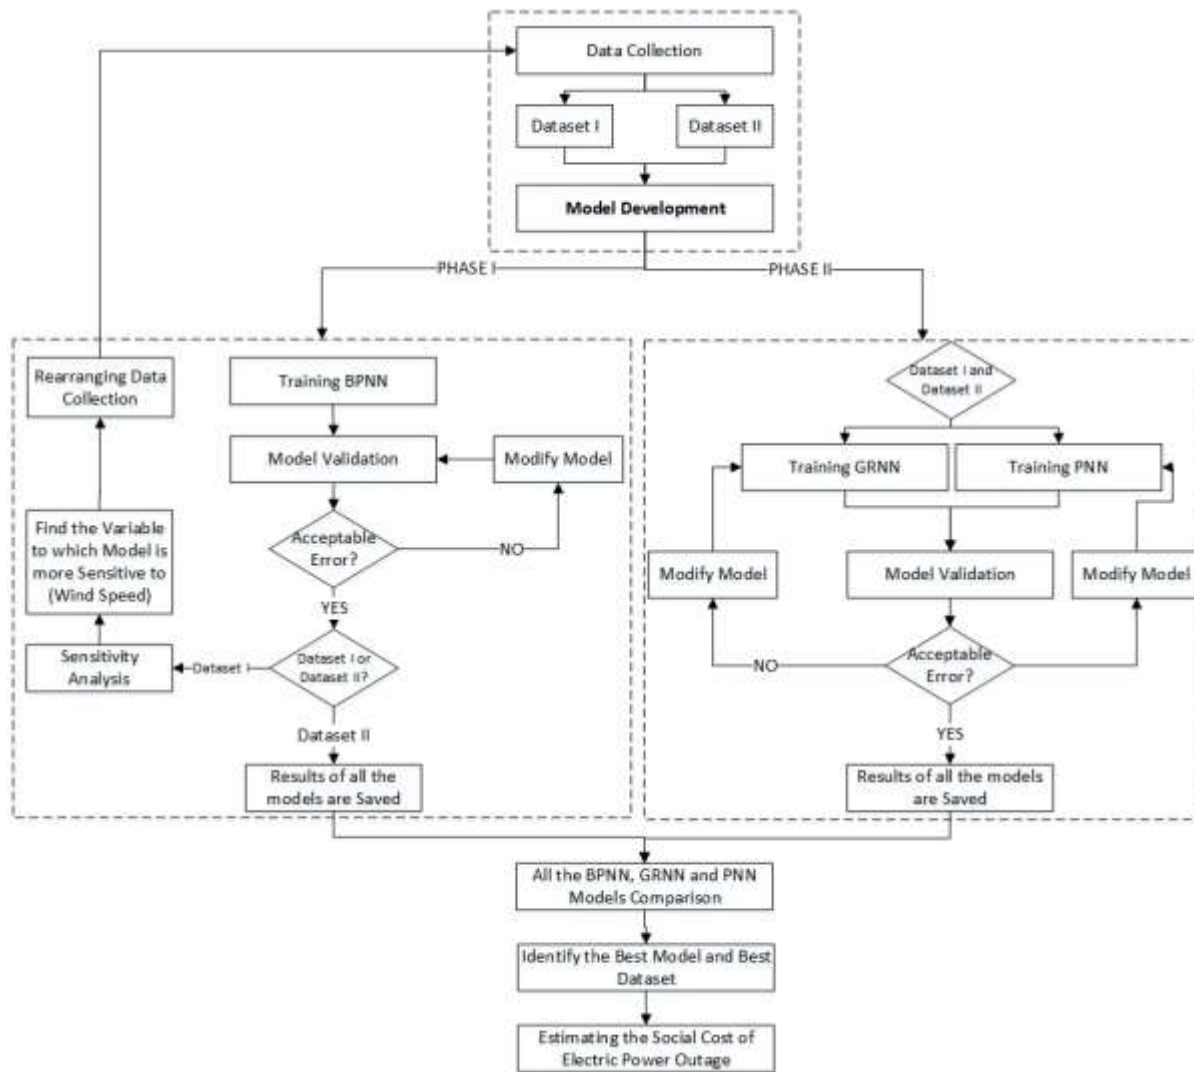 Data Collection
Dataset I
Dataset II
Model Development
PHASE I
PHASE II
Rearranging Data
Collection
Training BPNN
Model Validation
Modify Model
Find the Variable
to which Model is
more Sensitive to
(Wind Speed)
Acceptable
Error?
NO
YES
Sensitivity
Analysis
Dataset I
Dataset I or
Dataset II?
Dataset II
Results of all the
models are Saved
Dataset I and
Dataset II
Training GRNN
Training PNN
Modify Model
Model Validation
Modify Model
NO
Acceptable
Error?
YES
Results of all the models
are Saved
All the BPNN, GRNN and PNN
Models Comparison
Identify the Best Model and Best
Dataset
Estimating the Social Cost of
Electric Power Outage